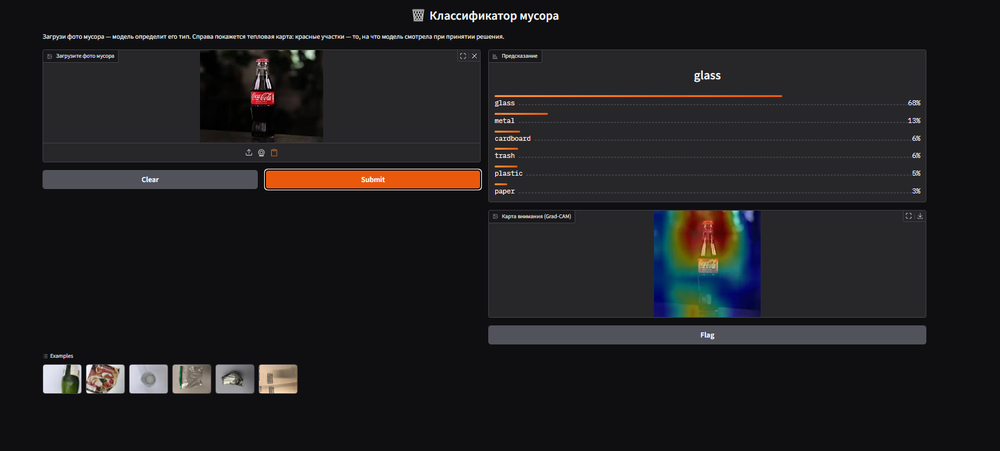 Классификатор мусора
Загрузи фото мусора — модель определит его тип. Справа покажется тепловая карта: красные участки — то, на что модель смотрела при принятии решения.
Загрузите фото мусора
Coca-Cola
Clear
Submit
Предсказание
glass
glass 68%
metal 13%
cardboard 6%
trash 6%
plastic 5%
paper 3%
Карта внимания (Grad-CAM)
Coca-Cola
Flag
Examples